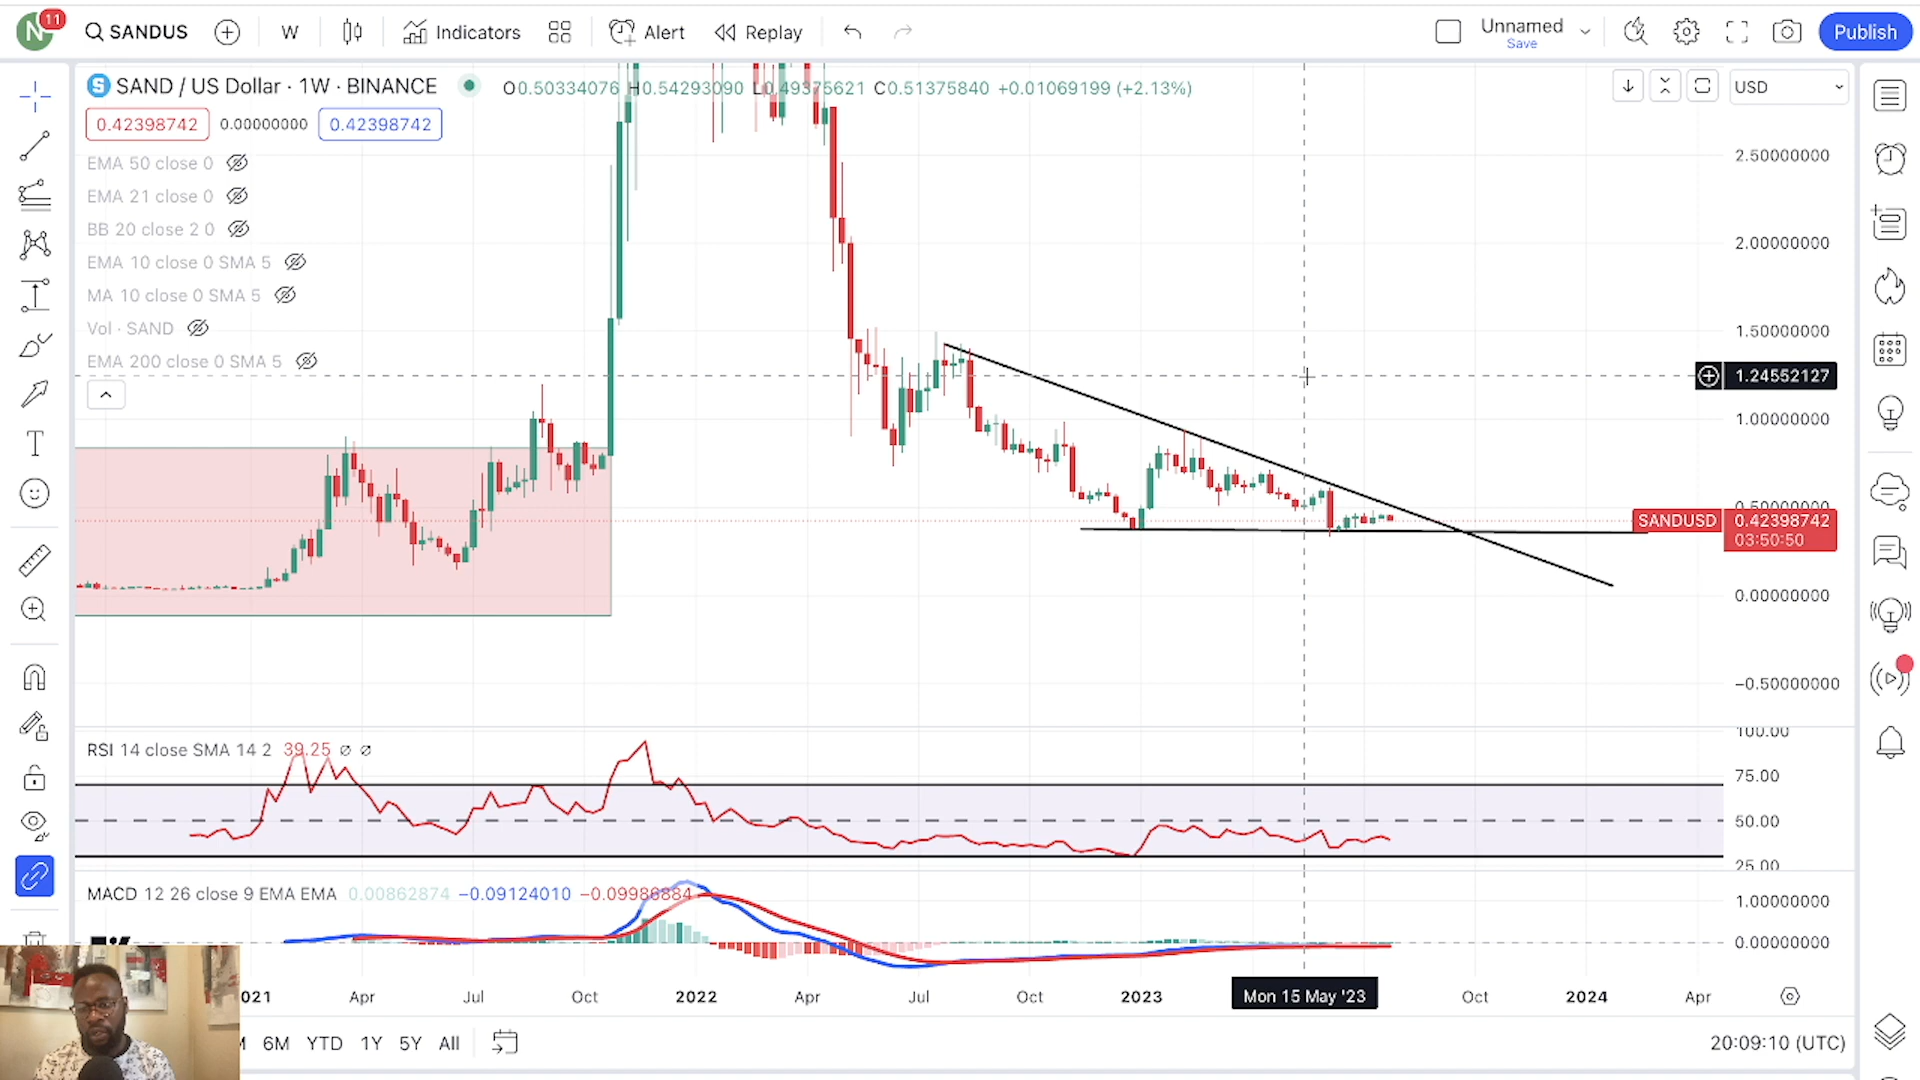 N 11 SANDUS W Indicators Alert Replay Unnamed Save Publish
SAND / US Dollar · 1W · BINANCE O0.50334076 H0.54293090 L0.49375621 C0.51375840 +0.01069199 (+2.13%) USD
0.42398742 0.00000000 0.42398742
EMA 50 close 0
EMA 21 close 0
BB 20 close 2 0
EMA 10 close 0 SMA 5
MA 10 close 0 SMA 5
Vol · SAND
EMA 200 close 0 SMA 5
2.50000000
2.00000000
1.50000000
1.24552127
1.00000000
0.50000000
SANDUSD 0.42398742
03:50:50
0.00000000
−0.50000000
RSI 14 close SMA 14 2 39.25 ∅ ∅
100.00
75.00
50.00
25.00
MACD 12 26 close 9 EMA EMA 0.00862874 −0.09124010 −0.09986884
1.00000000
0.00000000
2021 Apr Jul Oct 2022 Apr Jul Oct 2023 Mon 15 May '23 Oct 2024 Apr
6M YTD 1Y 5Y All 20:09:10 (UTC)